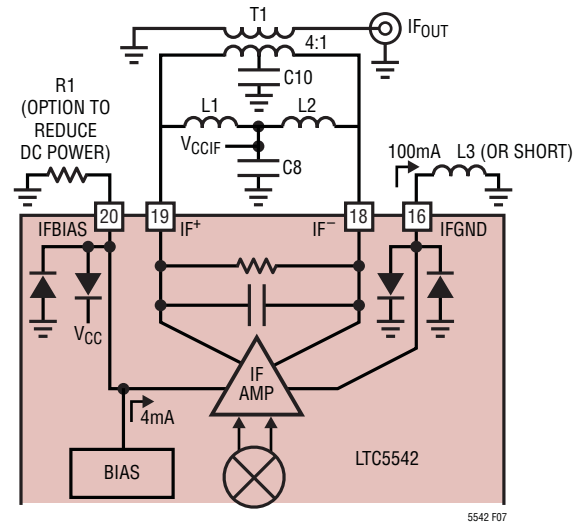 T1
IFOUT
4:1
C10
R1
(OPTION TO
REDUCE
DC POWER)
L1
L2
VCCIF
C8
100mA
L3 (OR SHORT)
20
19
18
16
IFBIAS
IF+
IF–
IFGND
VCC
IF
AMP
4mA
BIAS
LTC5542
5542 F07